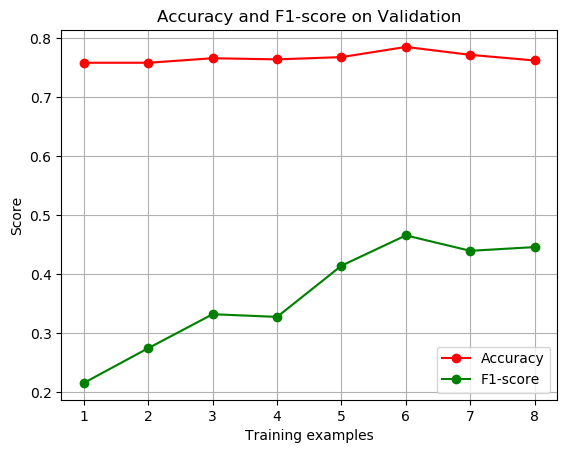 Accuracy and F1-score on Validation
0.8
0.7
0.6
0.5
0.4
0.3
0.2
Score
Accuracy
F1-score
1 2 3 4 5 6 7 8
Training examples